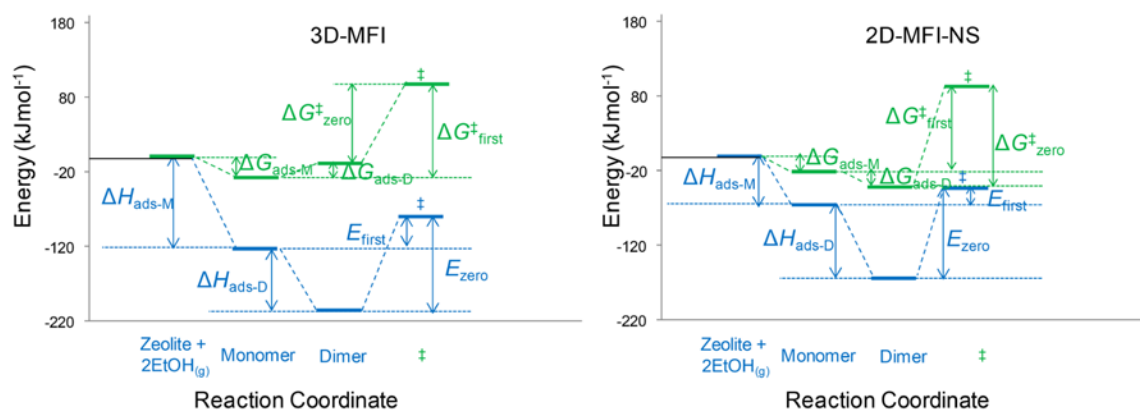 3D-MFI
Energy (kJmol⁻¹)
180
80
-20
-120
-220
‡
ΔG‡zero
ΔG‡first
ΔGads-M
ΔGads-D
ΔHads-M
‡
Efirst
Ezero
ΔHads-D
Zeolite +
2EtOH(g)
Monomer
Dimer
‡
Reaction Coordinate
2D-MFI-NS
Energy (kJmol⁻¹)
180
80
-20
-120
-220
‡
ΔG‡first
ΔG‡zero
ΔGads-M
ΔGads-D
ΔHads-M
‡
Efirst
ΔHads-D
Ezero
Zeolite +
2EtOH(g)
Monomer
Dimer
‡
Reaction Coordinate